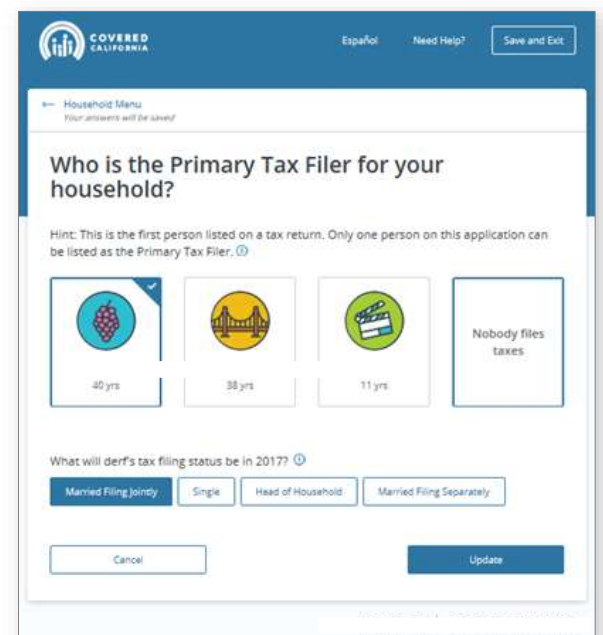 COVERED
CALIFORNIA
Español Need Help? Save and Exit
← Household Menu
Your answers will be saved
Who is the Primary Tax Filer for your
household?
Hint: This is the first person listed on a tax return. Only one person on this application can
be listed as the Primary Tax Filer.
40 yrs 38 yrs 11 yrs Nobody files
taxes
What will derf's tax filing status be in 2017?
Married Filing Jointly Single Head of Household Married Filing Separately
Cancel Update